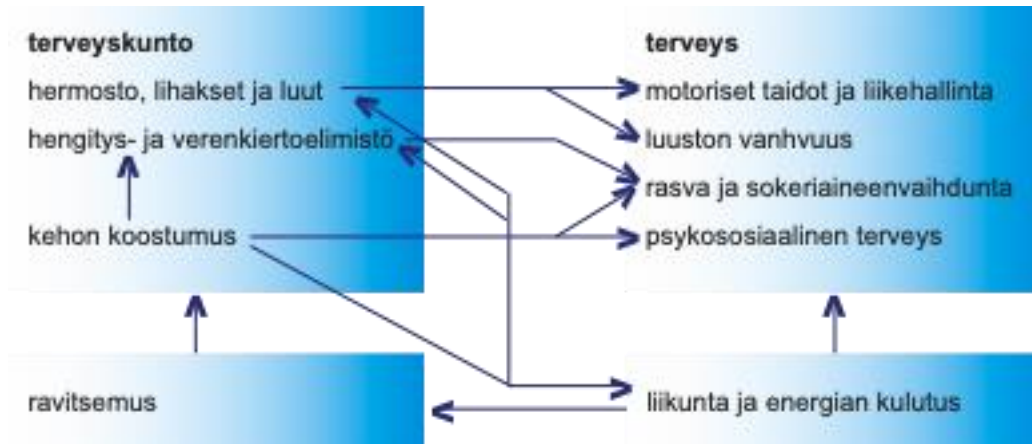 terveyskunto
hermosto, lihakset ja luut
hengitys- ja verenkiertoelimistö
kehon koostumus
terveys
motoriset taidot ja liikehallinta
luuston vanhvuus
rasva ja sokeriaineenvaihdunta
psykososiaalinen terveys
ravitsemus
liikunta ja energian kulutus